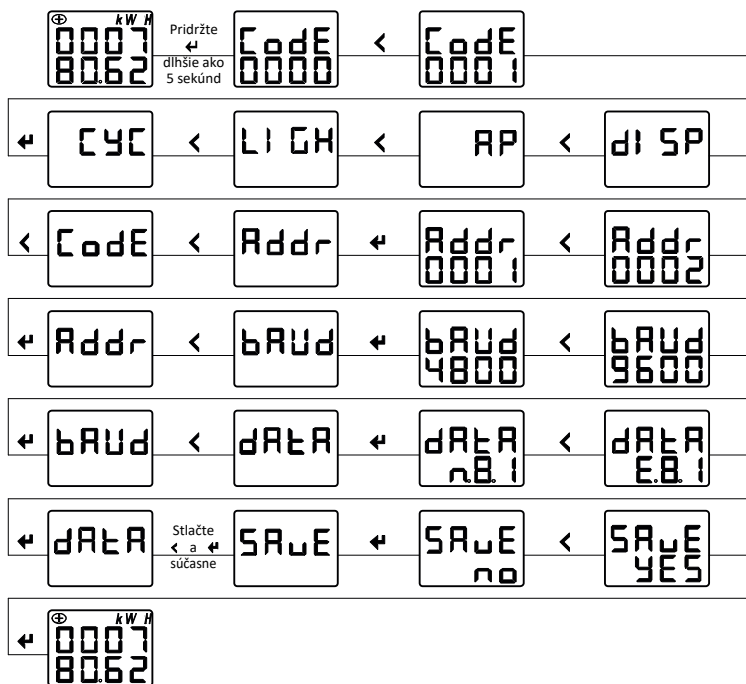 kWH
0007
80.62
Pridržte
↵
dlhšie ako
5 sekúnd
CodE
0000
<
CodE
0001
↵
CYC
<
LIGH
<
AP
<
dISP
<
CodE
<
Addr
↵
Addr
0001
<
Addr
0002
↵
Addr
<
bAUd
↵
bAUd
4800
<
bAUd
9600
↵
bAUd
<
dAtA
↵
dAtA
n.8.1
<
dAtA
E.8.1
↵
dAtA
Stlačte
< a ↵
súčasne
SAvE
↵
SAvE
no
<
SAvE
YES
↵
kWH
0007
80.62